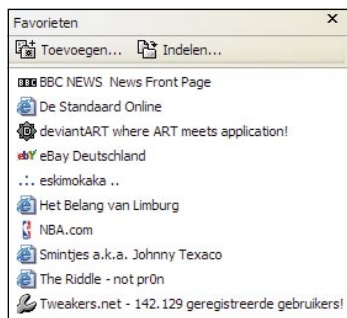 Favorieten
Toevoegen... Indelen...
BBC BBC NEWS News Front Page
De Standaard Online
deviantART where ART meets application!
ebY eBay Deutschland
.:. eskimokaka ..
Het Belang van Limburg
NBA.com
Smintjes a.k.a. Johnny Texaco
The Riddle - not pr0n
Tweakers.net - 142.129 geregistreerde gebruikers!